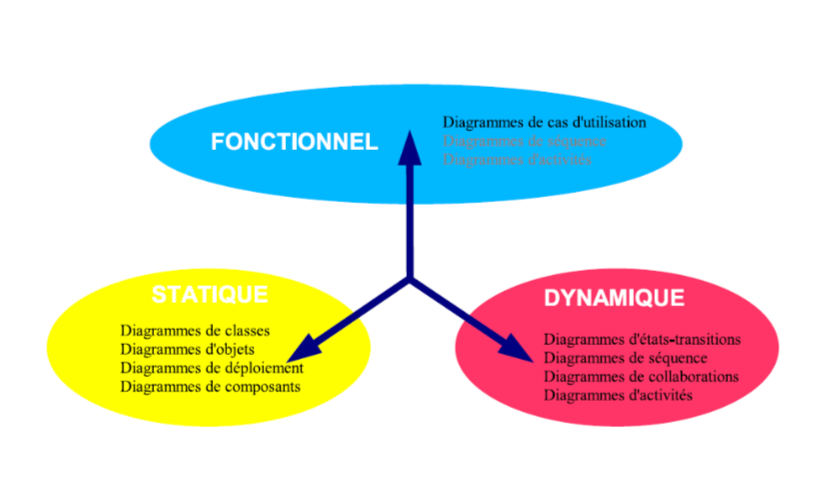 FONCTIONNEL
Diagrammes de cas d'utilisation
Diagrammes de séquence
Diagrammes d'activités
STATIQUE
Diagrammes de classes
Diagrammes d'objets
Diagrammes de déploiement
Diagrammes de composants
DYNAMIQUE
Diagrammes d'états-transitions
Diagrammes de séquence
Diagrammes de collaborations
Diagrammes d'activités